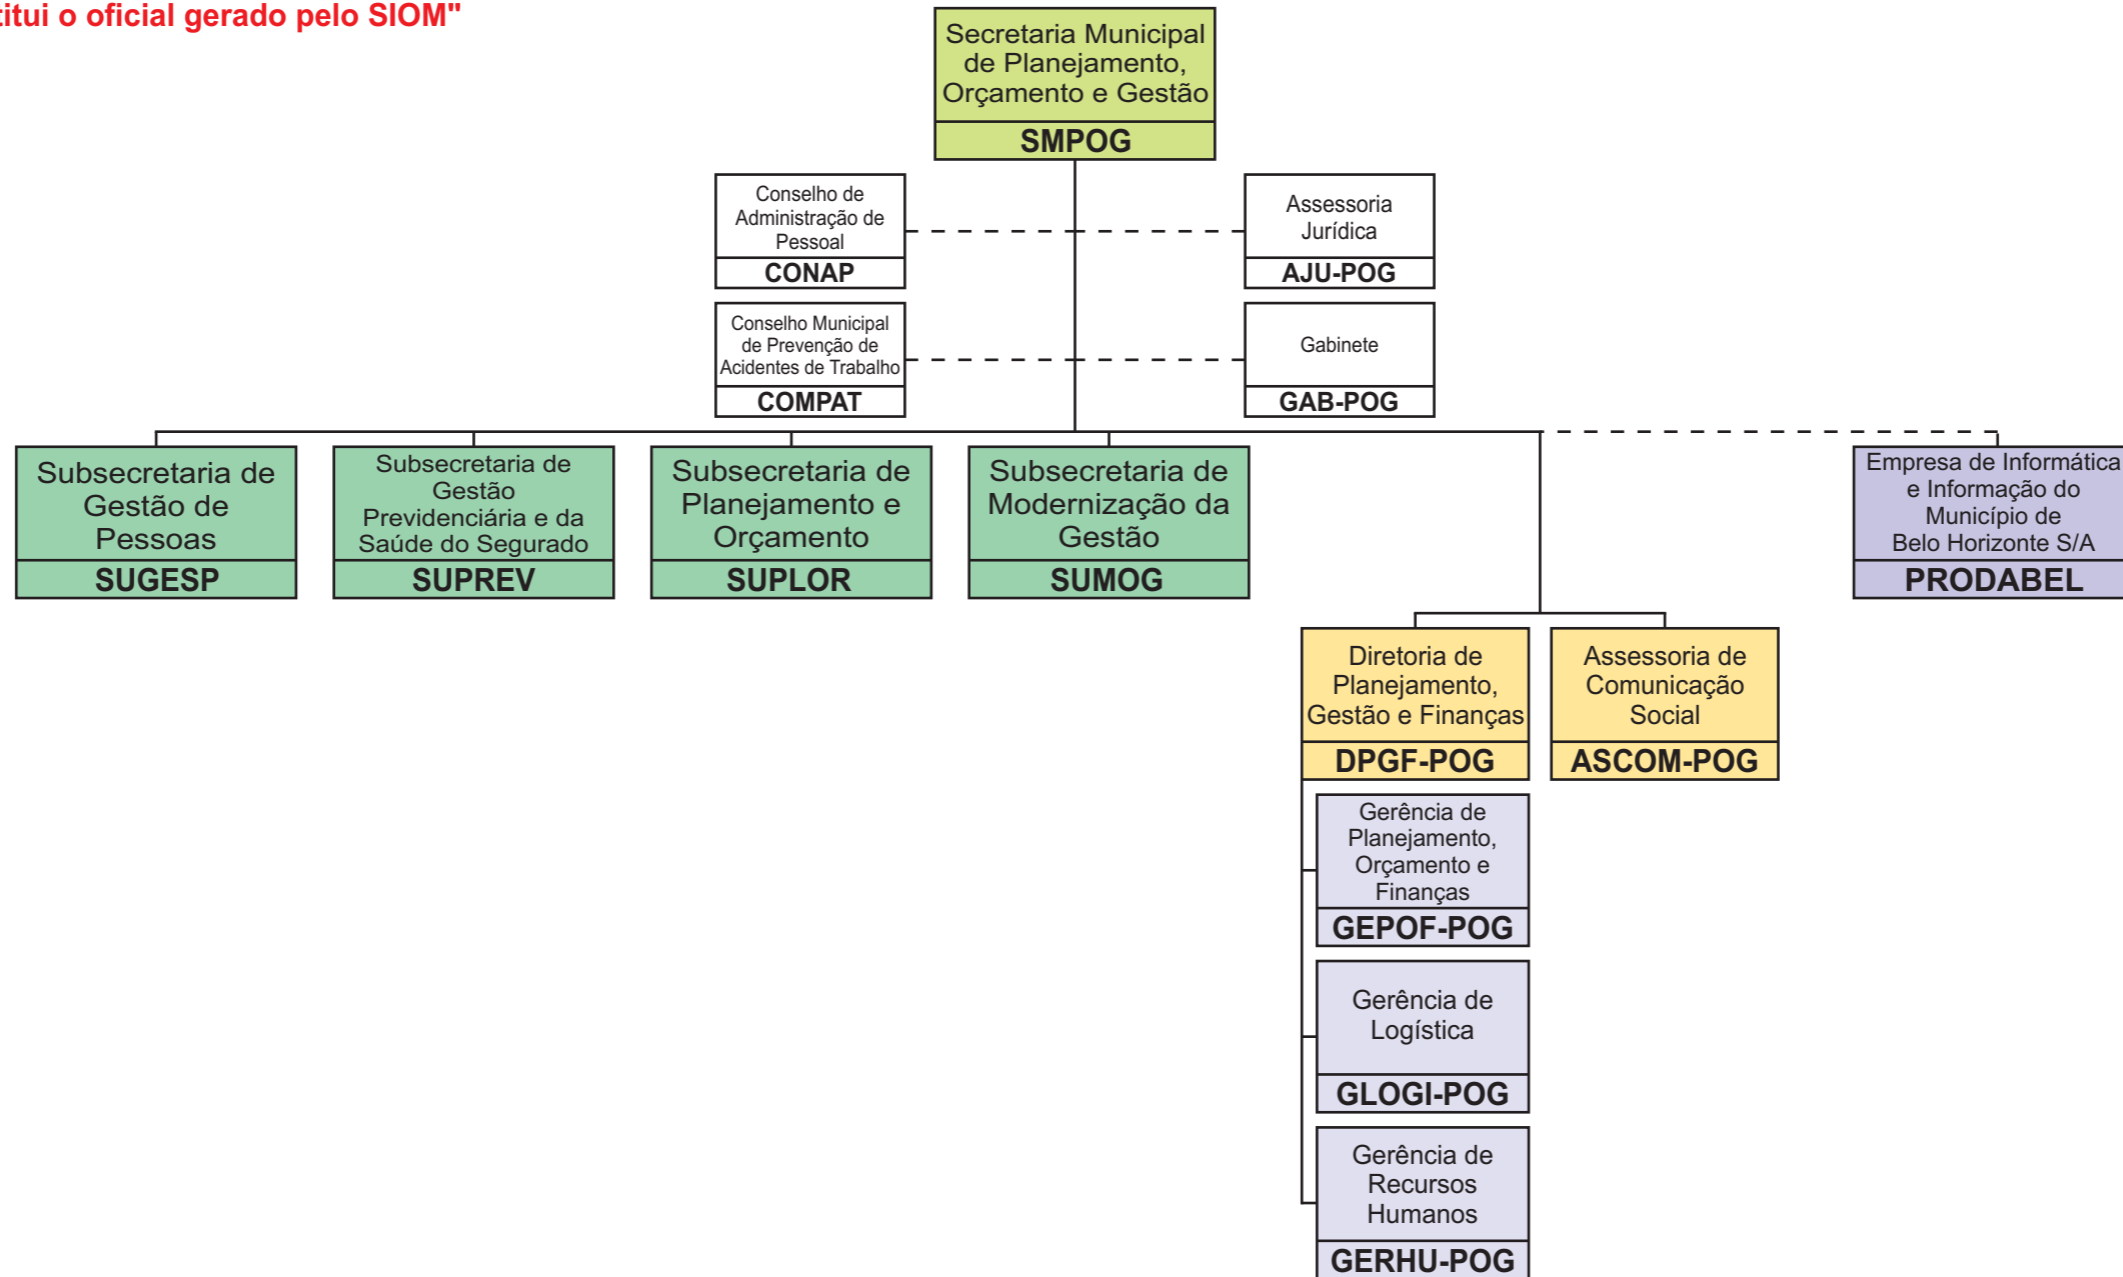 titui o oficial gerado pelo SIOM"
Secretaria Municipal
de Planejamento,
Orçamento e Gestão
SMPOG
Conselho de
Administração de
Pessoal
CONAP
Assessoria
Jurídica
AJU-POG
Conselho Municipal
de Prevenção de
Acidentes de Trabalho
COMPAT
Gabinete
GAB-POG
Subsecretaria de
Gestão de
Pessoas
SUGESP
Subsecretaria de
Gestão
Previdenciária e da
Saúde do Segurado
SUPREV
Subsecretaria de
Planejamento e
Orçamento
SUPLOR
Subsecretaria de
Modernização da
Gestão
SUMOG
Empresa de Informática
e Informação do
Município de
Belo Horizonte S/A
PRODABEL
Diretoria de
Planejamento,
Gestão e Finanças
DPGF-POG
Assessoria de
Comunicação
Social
ASCOM-POG
Gerência de
Planejamento,
Orçamento e
Finanças
GEPOF-POG
Gerência de
Logística
GLOGI-POG
Gerência de
Recursos
Humanos
GERHU-POG